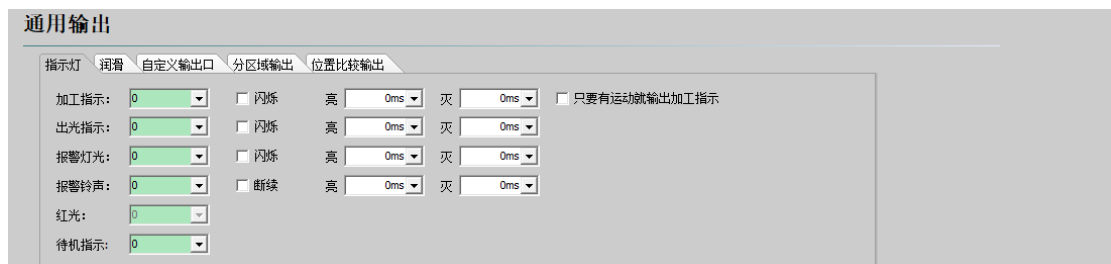 通用输出
指示灯 润滑 自定义输出口 分区域输出 位置比较输出
加工指示: 0 闪烁 亮 0ms 灭 0ms 只要有运动就输出加工指示
出光指示: 0 闪烁 亮 0ms 灭 0ms
报警灯光: 0 闪烁 亮 0ms 灭 0ms
报警铃声: 0 断续 亮 0ms 灭 0ms
红光: 0
待机指示: 0